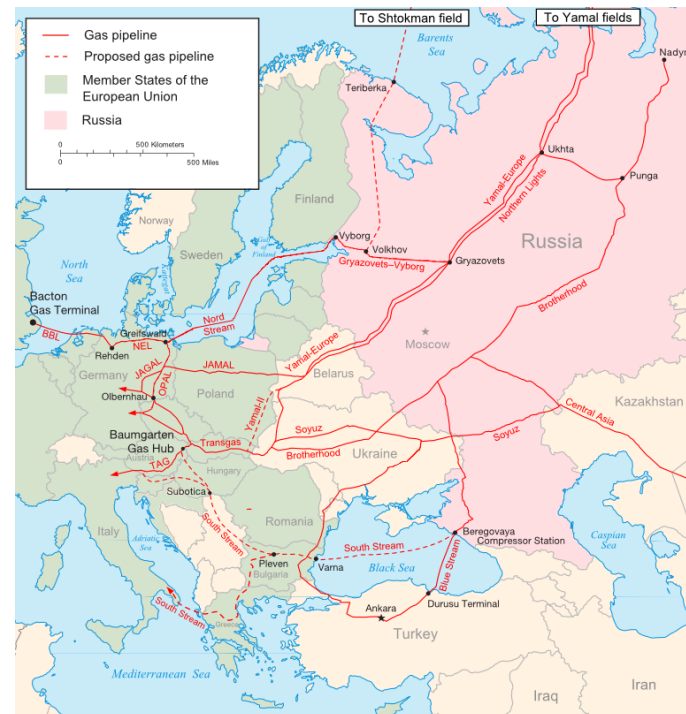 To Shtokman field
To Yamal fields
Gas pipeline
Proposed gas pipeline
Member States of the
European Union
Russia
0 500 Kilometers
0 500 Miles
Barents
Sea
Nadym
Teriberka
Ukhta
Punga
Yamal-Europe
Northern Lights
Finland
Norway
Sweden
Vyborg
Volkhov
Gryazovets–Vyborg
Gryazovets
Russia
Gulf
of
Finland
North
Sea
Kattegat
Bacton
Gas Terminal
BBL
Greifswald
NEL
Nord
Stream
Rehden
Brotherhood
Moscow
JAGAL
OPAL
JAMAL
Yamal-Europe
Germany
Poland
Belarus
Olbernhau
Yamal-II
Kazakhstan
Central Asia
Baumgarten
Gas Hub
Transgas
Soyuz
Brotherhood
Ukraine
Soyuz
TAG
Austria
Hungary
Subotica
Romania
Italy
Adriatic
Sea
South Stream
Pleven
Bulgaria
Varna
South Stream
Black Sea
Beregovaya
Compressor Station
Caspian
Sea
Blue Stream
Ankara
Durusu Terminal
Turkey
South Stream
Greece
Mediterranean Sea
Iraq
Iran